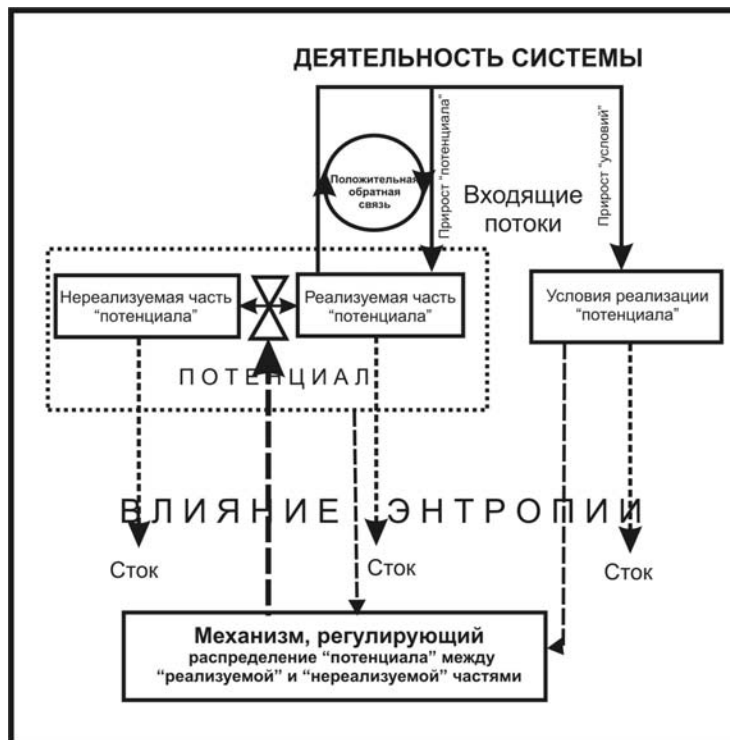 ДЕЯТЕЛЬНОСТЬ СИСТЕМЫ
Положительная
обратная
связь
Прирост “потенциала”
Входящие
потоки
Прирост “условий”
Нереализуемая часть
“потенциала”
Реализуемая часть
“потенциала”
Условия реализации
“потенциала”
ПОТЕНЦИАЛ
ВЛИЯНИЕ ЭНТРОПИИ
Сток
Сток
Сток
Механизм, регулирующий
распределение “потенциала” между
“реализуемой” и “нереализуемой” частями